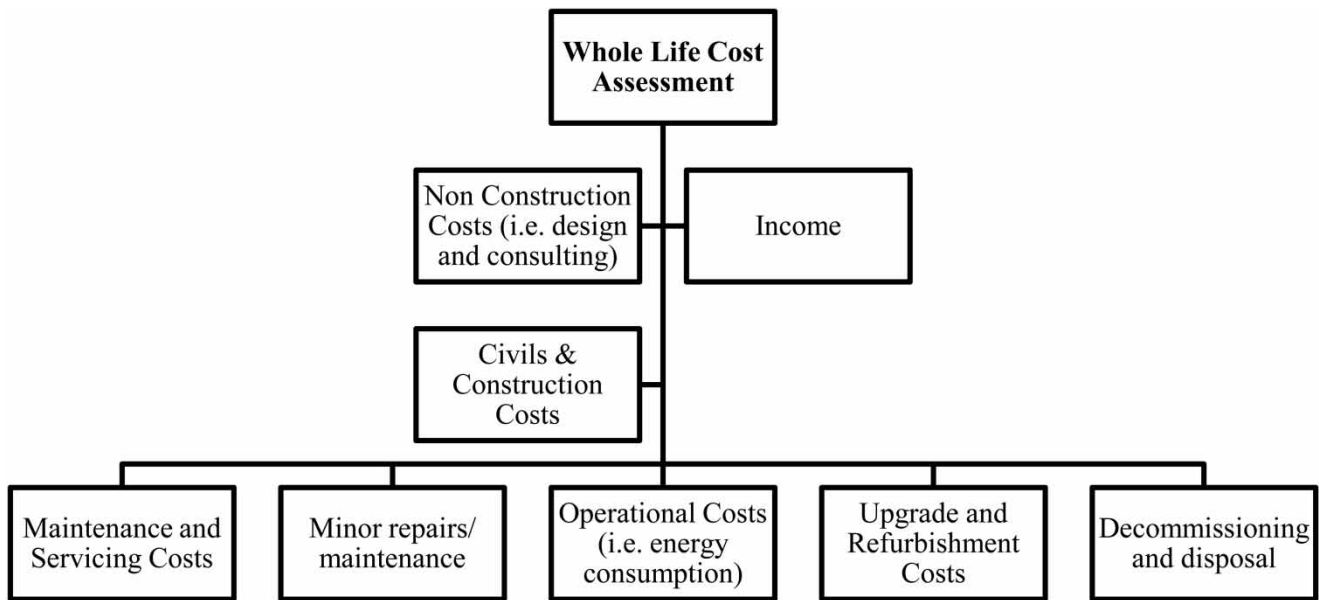 Whole Life Cost
Assessment
Non Construction
Costs (i.e. design
and consulting)
Income
Civils &
Construction
Costs
Maintenance and
Servicing Costs
Minor repairs/
maintenance
Operational Costs
(i.e. energy
consumption)
Upgrade and
Refurbishment
Costs
Decommissioning
and disposal